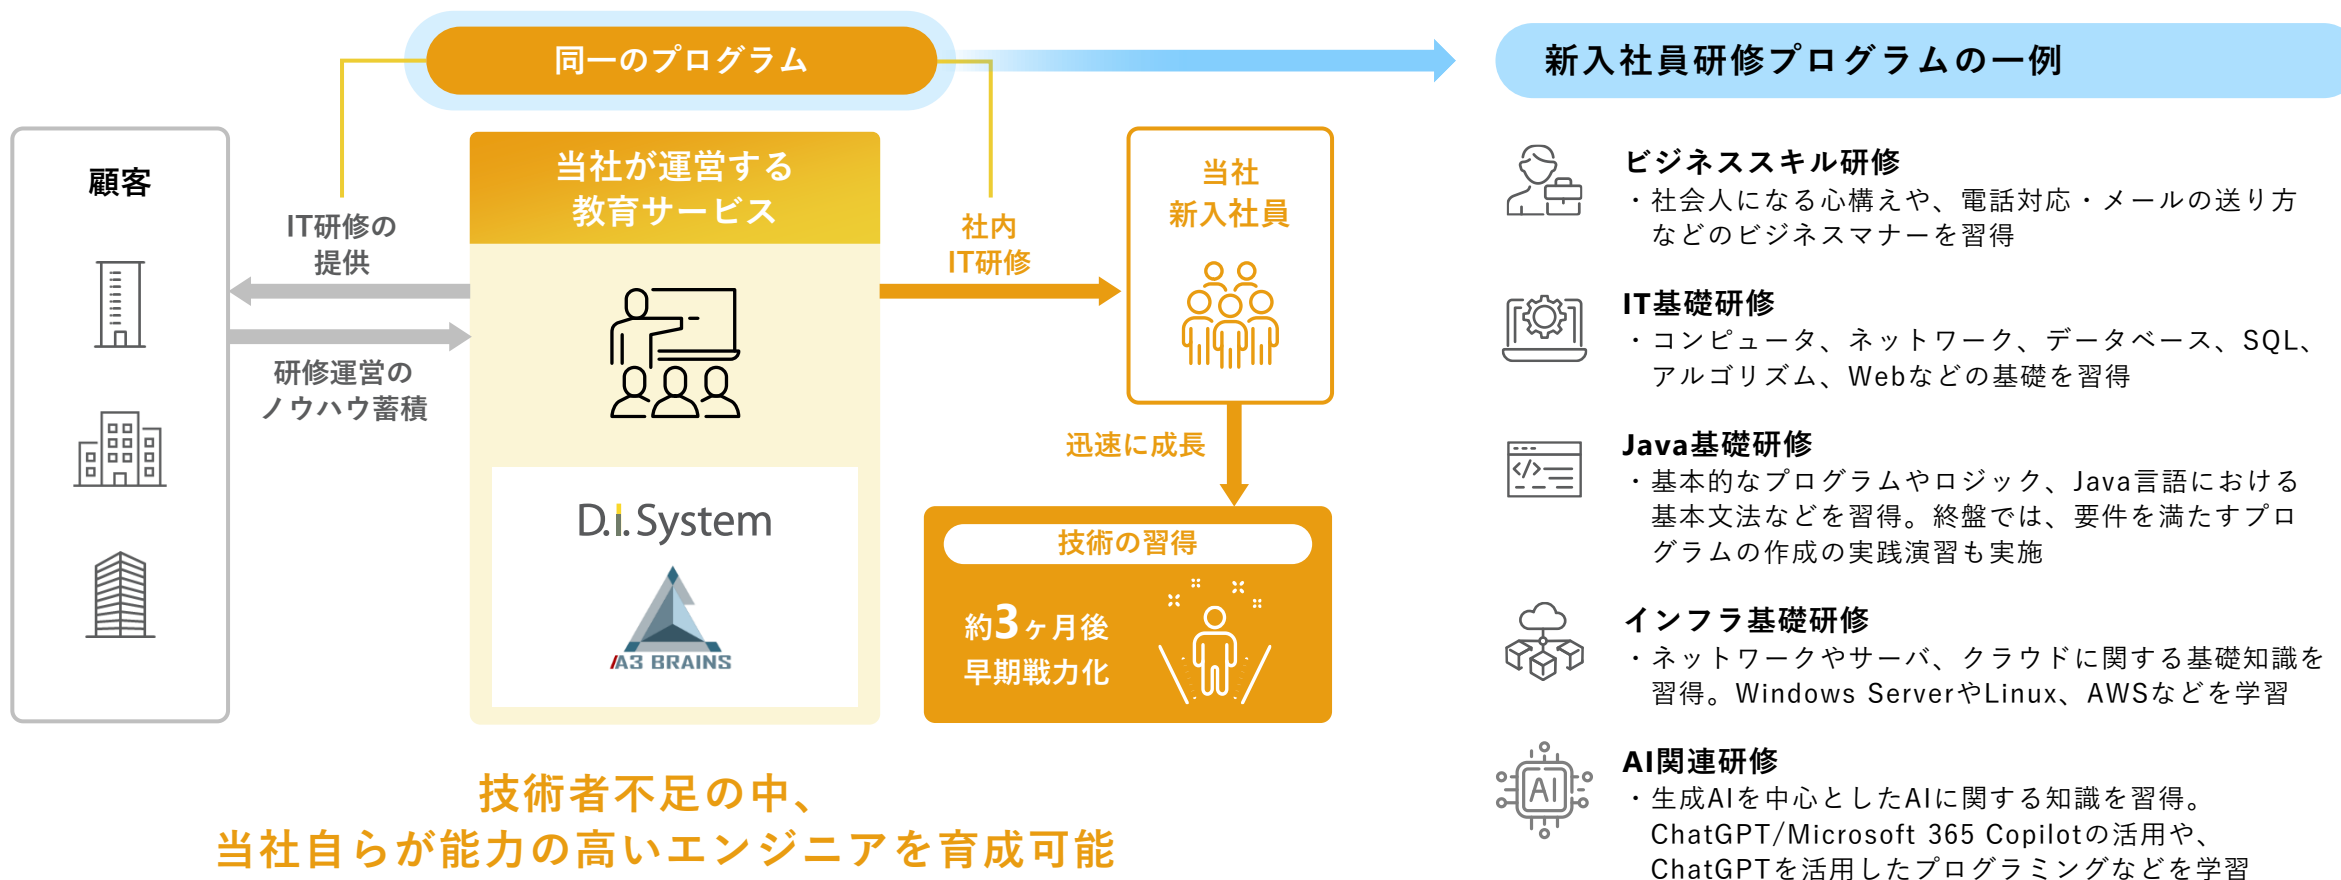 同一のプログラム
顧客
IT研修の
提供
研修運営の
ノウハウ蓄積
当社が運営する
教育サービス
D.i.System
A3 BRAINS
社内
IT研修
当社
新入社員
迅速に成長
技術の習得
約3ヶ月後
早期戦力化
技術者不足の中、
当社自らが能力の高いエンジニアを育成可能
新入社員研修プログラムの一例
ビジネススキル研修
・社会人になる心構えや、電話対応・メールの送り方
などのビジネスマナーを習得
IT基礎研修
・コンピュータ、ネットワーク、データベース、SQL、
アルゴリズム、Webなどの基礎を習得
Java基礎研修
</>
・基本的なプログラムやロジック、Java言語における
基本文法などを習得。終盤では、要件を満たすプロ
グラムの作成の実践演習も実施
インフラ基礎研修
・ネットワークやサーバ、クラウドに関する基礎知識を
習得。Windows ServerやLinux、AWSなどを学習
AI関連研修
AI
・生成AIを中心としたAIに関する知識を習得。
ChatGPT/Microsoft 365 Copilotの活用や、
ChatGPTを活用したプログラミングなどを学習